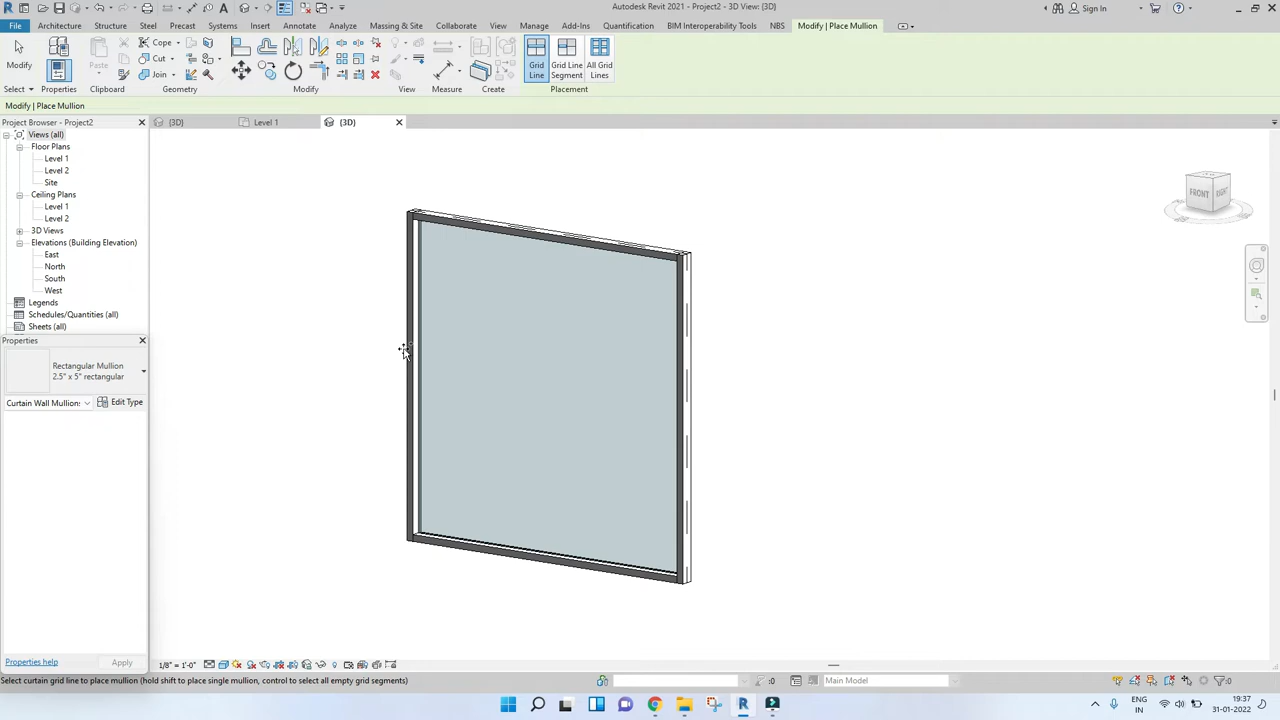 Autodesk Revit 2021 - Project2 - 3D View: {3D}
Sign In
File Architecture Structure Steel Precast Systems Insert Annotate Analyze Massing & Site Collaborate View Manage Add-Ins Quantification BIM Interoperability Tools NBS Modify | Place Mullion
Modify
Paste
Cope
Cut
Join
Grid Line
Grid Line Segment
All Grid Lines
Select Properties Clipboard Geometry Modify View Measure Create Placement
Modify | Place Mullion
Project Browser - Project2
{3D}
Level 1
{3D}
Views (all)
Floor Plans
Level 1
Level 2
Site
Ceiling Plans
Level 1
Level 2
3D Views
Elevations (Building Elevation)
East
North
South
West
Legends
Schedules/Quantities (all)
Sheets (all)
FRONT
RIGHT
Properties
Rectangular Mullion
2.5" x 5" rectangular
Curtain Wall Mullion:
Edit Type
Properties help
Apply
1/8" = 1'-0"
Select curtain grid line to place mullion (hold shift to place single mullion, control to select all empty grid segments)
:0
Main Model
:0
ENG
IN
19:37
31-01-2022